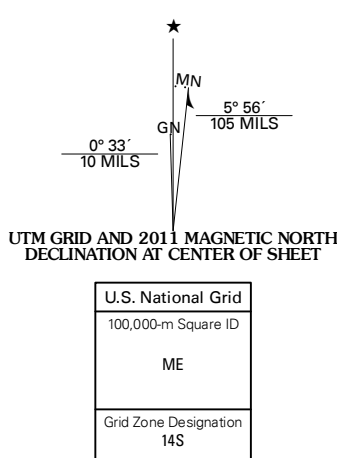 ★
MN
GN
5° 56´
105 MILS
0° 33´
10 MILS
UTM GRID AND 2011 MAGNETIC NORTH
DECLINATION AT CENTER OF SHEET
U.S. National Grid
100,000-m Square ID
ME
Grid Zone Designation
14S